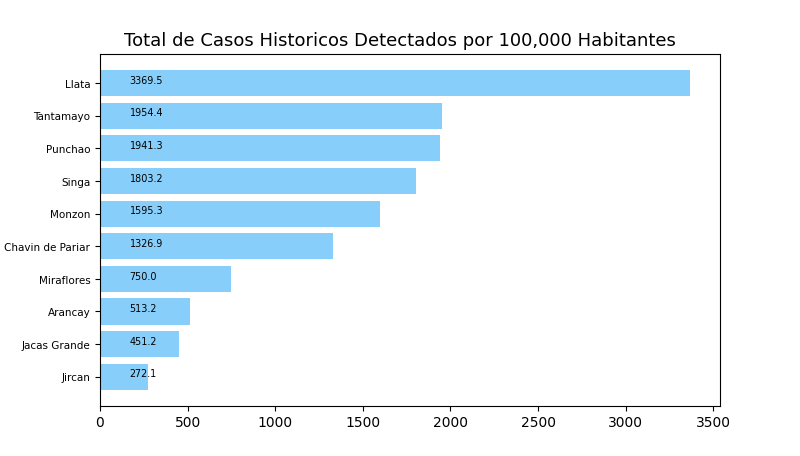 Total de Casos Historicos Detectados por 100,000 Habitantes
Llata 3369.5
Tantamayo 1954.4
Punchao 1941.3
Singa 1803.2
Monzon 1595.3
Chavin de Pariar 1326.9
Miraflores 750.0
Arancay 513.2
Jacas Grande 451.2
Jircan 272.1
0 500 1000 1500 2000 2500 3000 3500